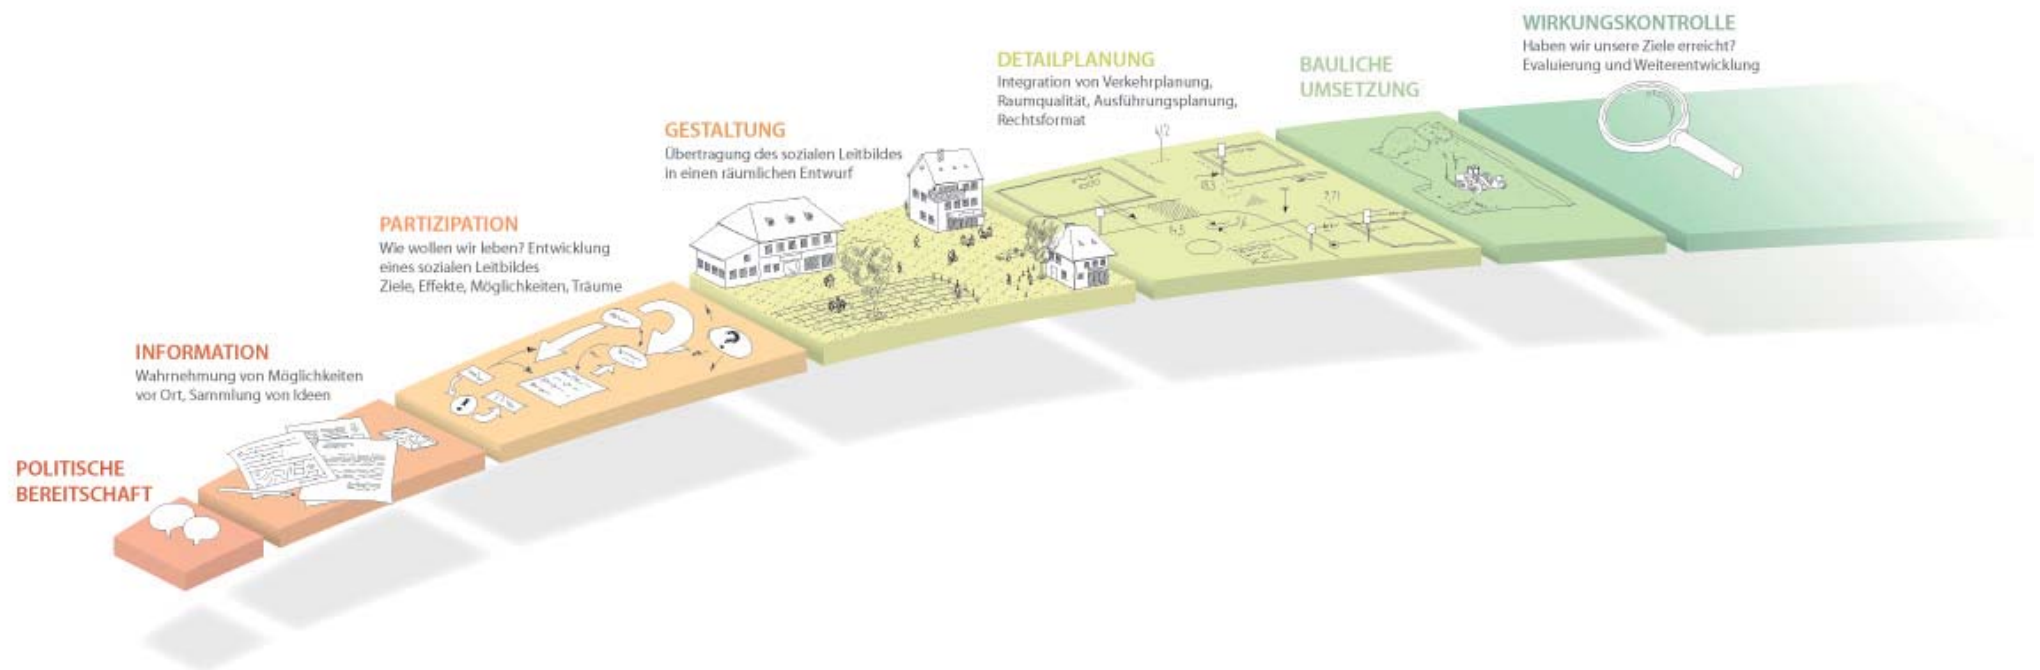 POLITISCHE
BEREITSCHAFT
INFORMATION
Wahrnehmung von Möglichkeiten
vor Ort, Sammlung von Ideen
PARTIZIPATION
Wie wollen wir leben? Entwicklung
eines sozialen Leitbildes
Ziele, Effekte, Möglichkeiten, Träume
GESTALTUNG
Übertragung des sozialen Leitbildes
in einen räumlichen Entwurf
DETAILPLANUNG
Integration von Verkehrplanung,
Raumqualität, Ausführungsplanung,
Rechtsformat
BAULICHE
UMSETZUNG
WIRKUNGSKONTROLLE
Haben wir unsere Ziele erreicht?
Evaluierung und Weiterentwicklung